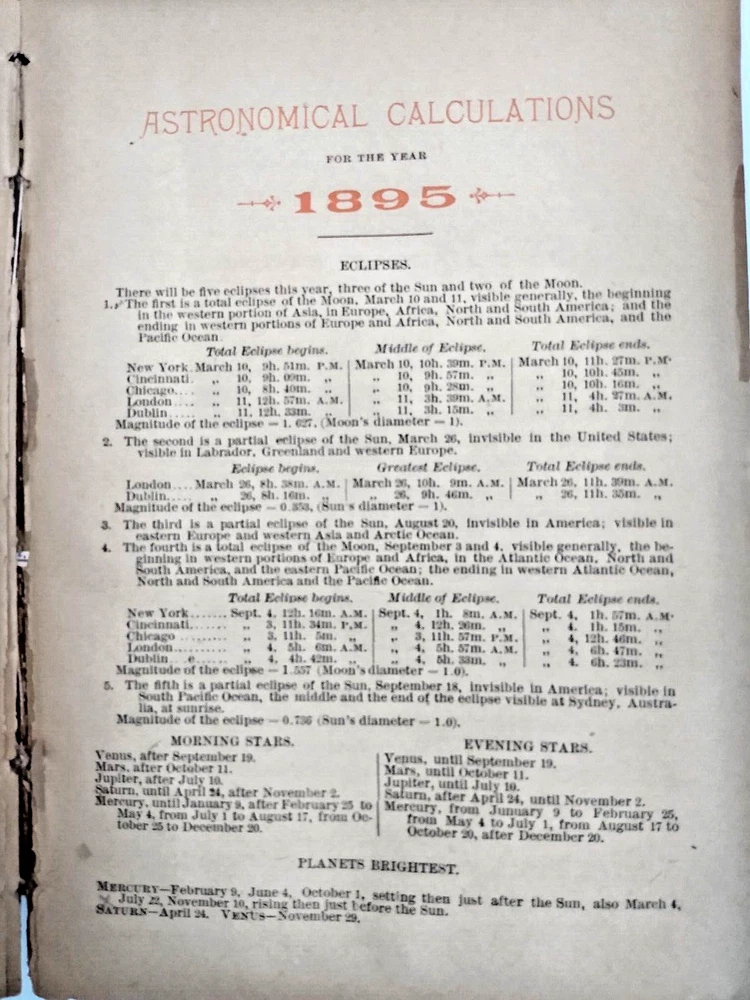 ASTRONOMICAL CALCULATIONS
FOR THE YEAR
1895
ECLIPSES.
There will be five eclipses this year, three of the Sun and two of the Moon.
1. The first is a total eclipse of the Moon, March 10 and 11, visible generally, the beginning
in the western portion of Asia, in Europe, Africa, North and South America; and the
ending in western portions of Europe and Africa, North and South America, and the
Pacific Ocean.
Total Eclipse begins. Middle of Eclipse. Total Eclipse ends.
New York. March 10, 9h. 51m. P.M. March 10, 10h. 39m. P.M. March 10, 11h. 27m. P.M.
Cincinnati. „ 10, 9h. 09m. „ „ 10, 9h. 57m. „ „ 10, 10h. 45m. „
Chicago.... „ 10, 8h. 40m. „ „ 10, 9h. 28m. „ „ 10, 10h. 16m. „
London.... „ 11, 12h. 57m. A.M. „ 11, 3h. 39m. A.M. „ 11, 4h. 27m. A.M.
Dublin..... „ 11, 12h. 33m. „ „ 11, 3h. 15m. „ „ 11, 4h. 3m. „
Magnitude of the eclipse = 1. 627. (Moon's diameter = 1).
2. The second is a partial eclipse of the Sun, March 26, invisible in the United States;
visible in Labrador, Greenland and western Europe.
Eclipse begins. Greatest Eclipse. Total Eclipse ends.
London.... March 26, 8h. 38m. A.M. March 26, 10h. 9m. A.M. March 26, 11h. 39m. A.M.
Dublin..... „ 26, 8h. 16m. „ „ 26, 9h. 46m. „ „ 26, 11h. 35m. „
Magnitude of the eclipse = 0.353, (Sun's diameter = 1).
3. The third is a partial eclipse of the Sun, August 20, invisible in America; visible in
eastern Europe and western Asia and Arctic Ocean.
4. The fourth is a total eclipse of the Moon, September 3 and 4, visible generally, the be-
ginning in western portions of Europe and Africa, in the Atlantic Ocean, North and
South America, and the eastern Pacific Ocean; the ending in western Atlantic Ocean,
North and South America and the Pacific Ocean.
Total Eclipse begins. Middle of Eclipse. Total Eclipse ends.
New York....... Sept. 4, 12h. 16m. A.M. Sept. 4, 1h. 8m. A.M. Sept. 4, 1h. 57m. A.M.
Cincinnati...... „ 3, 11h. 34m. P.M. „ 4, 12h. 26m. „ „ 4, 1h. 15m. „
Chicago ......... „ 3, 11h. 5m. „ „ 3, 11h. 57m. P.M. „ 4, 12h. 46m. „
London.......... „ 4, 5h. 6m. A.M. „ 4, 5h. 57m. A.M. „ 4, 6h. 47m. „
Dublin...e...... „ 4, 4h. 42m. „ „ 4, 5h. 33m. „ „ 4. 6h. 23m. „
Magnitude of the eclipse = 1.557 (Moon's diameter = 1.0).
5. The fifth is a partial eclipse of the Sun, September 18, invisible in America; visible in
South Pacific Ocean, the middle and the end of the eclipse visible at Sydney, Austra-
lia, at sunrise.
Magnitude of the eclipse = 0.736 (Sun's diameter = 1.0).
MORNING STARS.
Venus, after September 19.
Mars, after October 11.
Jupiter, after July 10.
Saturn, until April 24, after November 2.
Mercury, until January 9, after February 25 to
May 4, from July 1 to August 17, from Oc-
tober 25 to December 20.
EVENING STARS.
Venus, until September 19.
Mars, until October 11.
Jupiter, until July 10.
Saturn, after April 24, until November 2.
Mercury, from Junuary 9 to February 25,
from May 4 to July 1, from August 17 to
October 20, after December 20.
PLANETS BRIGHTEST.
MERCURY—February 9, June 4, October 1, setting then just after the Sun, also March 4,
July 22, November 10, rising then just before the Sun.
SATURN—April 24. VENUS—November 29.